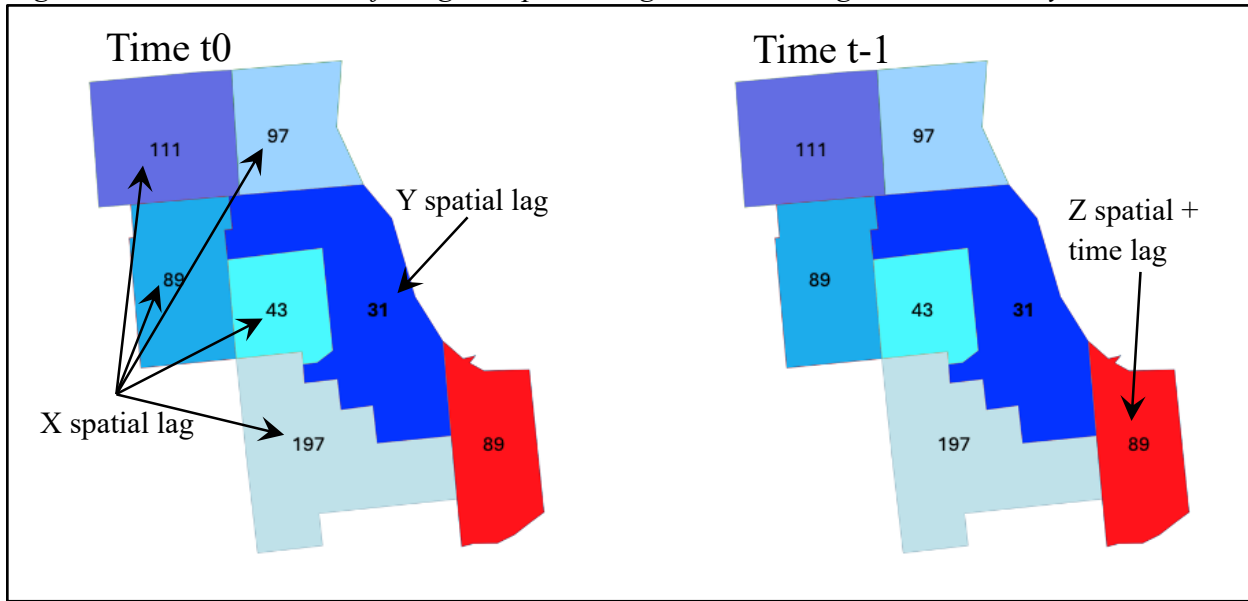 Time t0
111
97
Y spatial lag
89
43
31
X spatial lag
197
89
Time t-1
111
97
Z spatial +
time lag
89
43
31
197
89